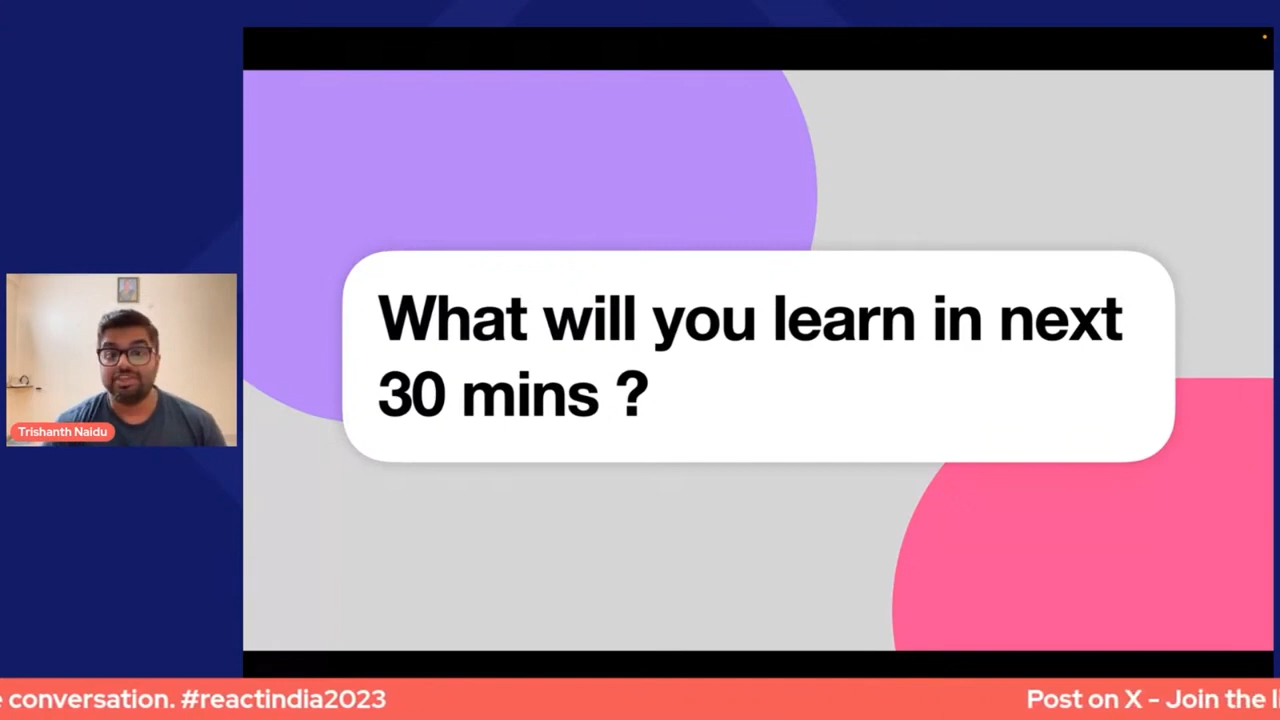 What will you learn in next
30 mins ?
Trishanth Naidu
conversation. #reactindia2023
Post on X - Join the